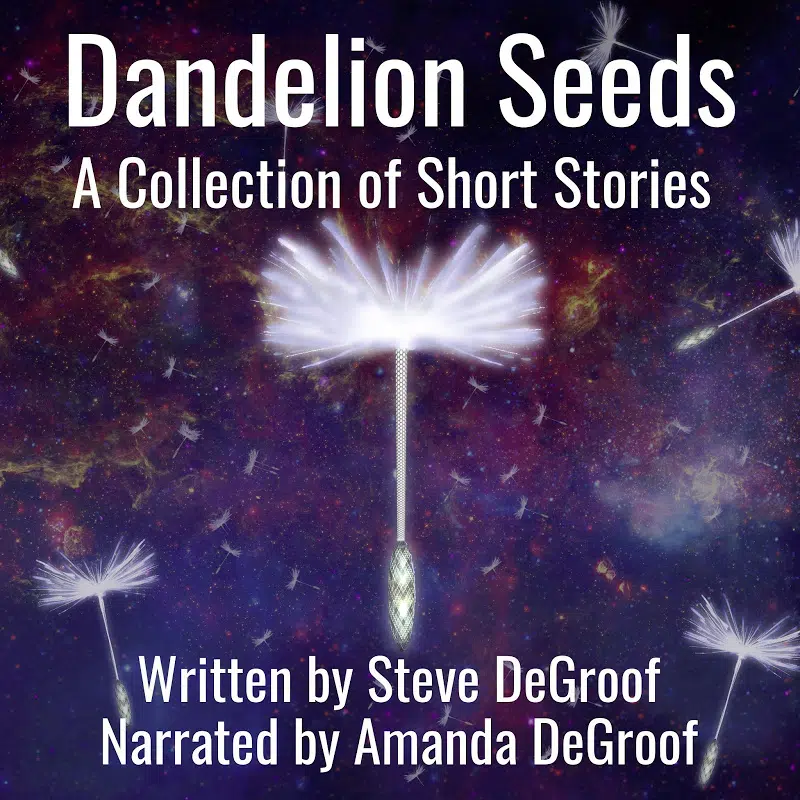 Dandelion Seeds
A Collection of Short Stories
Written by Steve DeGroof
Narrated by Amanda DeGroof